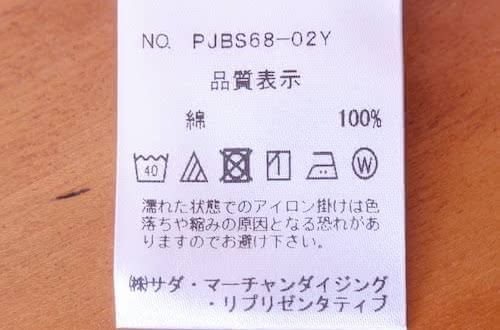 NO. PJBS68-02Y
品質表示
綿 100%
40 W
濡れた状態でのアイロン掛けは色
落ちや縮みの原因となる恐れがあ
りますのでお避け下さい。
㈱サダ・マーチャンダイジング
・リプリゼンタティブ